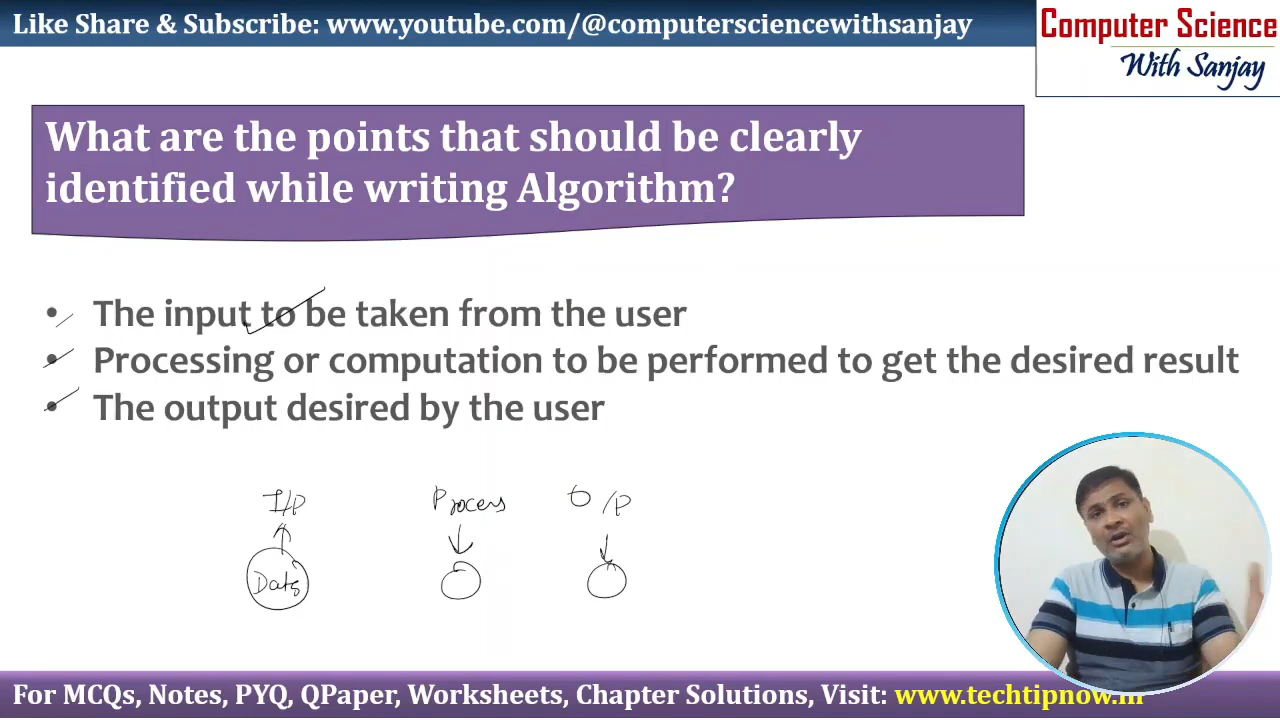 Like Share & Subscribe: www.youtube.com/@computersciencewithsanjay
Computer Science
With Sanjay
What are the points that should be clearly
identified while writing Algorithm?
• The input to be taken from the user
• Processing or computation to be performed to get the desired result
• The output desired by the user
I/P Process O/P
Data
For MCQs, Notes, PYQ, QPaper, Worksheets, Chapter Solutions, Visit: www.techtipnow.in